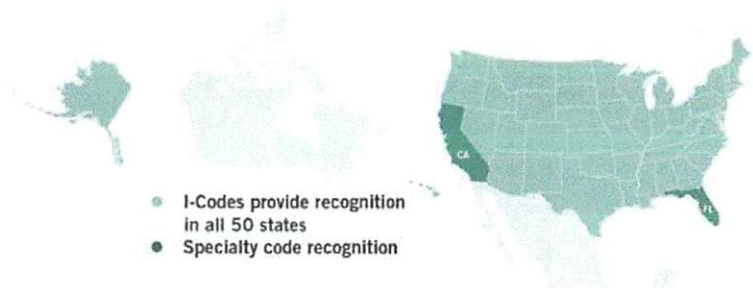 CA
FL
I-Codes provide recognition
in all 50 states
Specialty code recognition